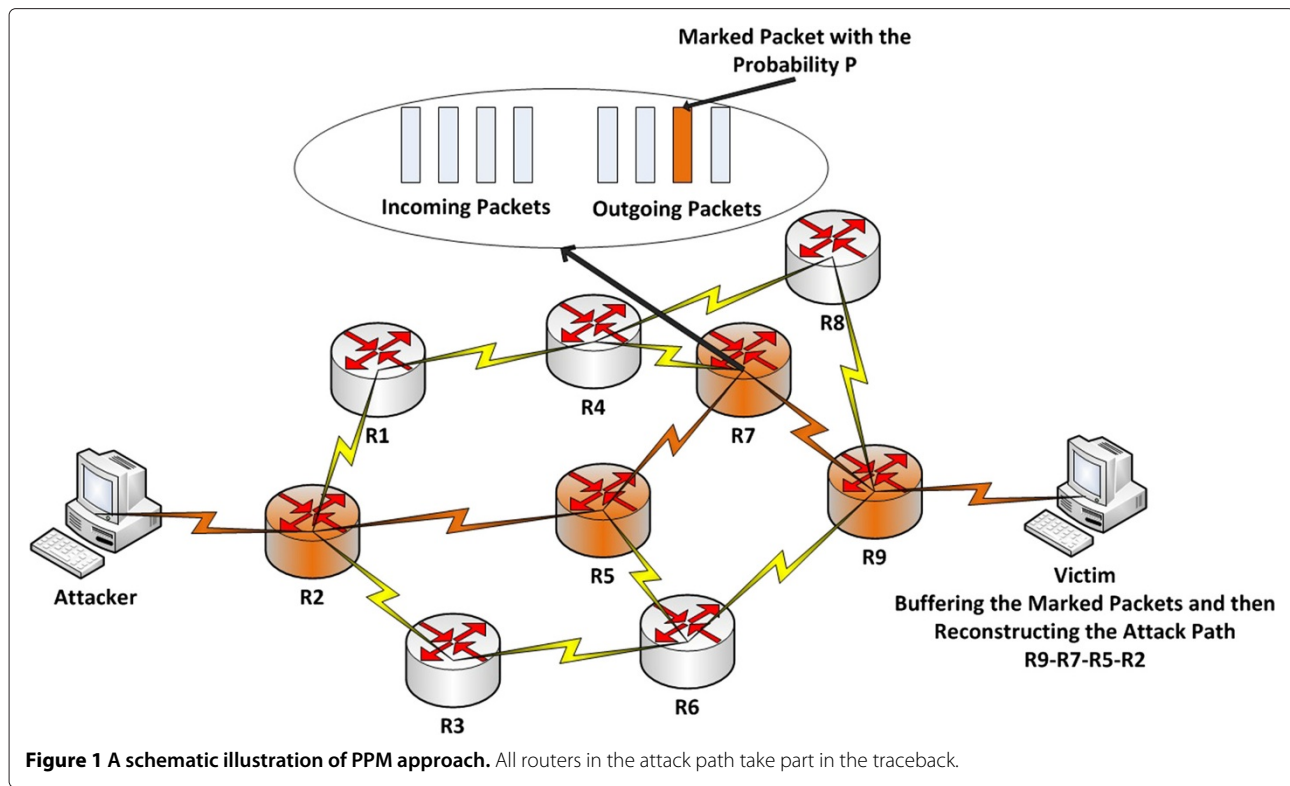 Marked Packet with the
Probability P
Incoming Packets
Outgoing Packets
R8
R4
R7
R1
R5
R9
R2
Attacker
Victim
Buffering the Marked Packets and then
Reconstructing the Attack Path
R9-R7-R5-R2
R3
R6
Figure 1 A schematic illustration of PPM approach. All routers in the attack path take part in the traceback.